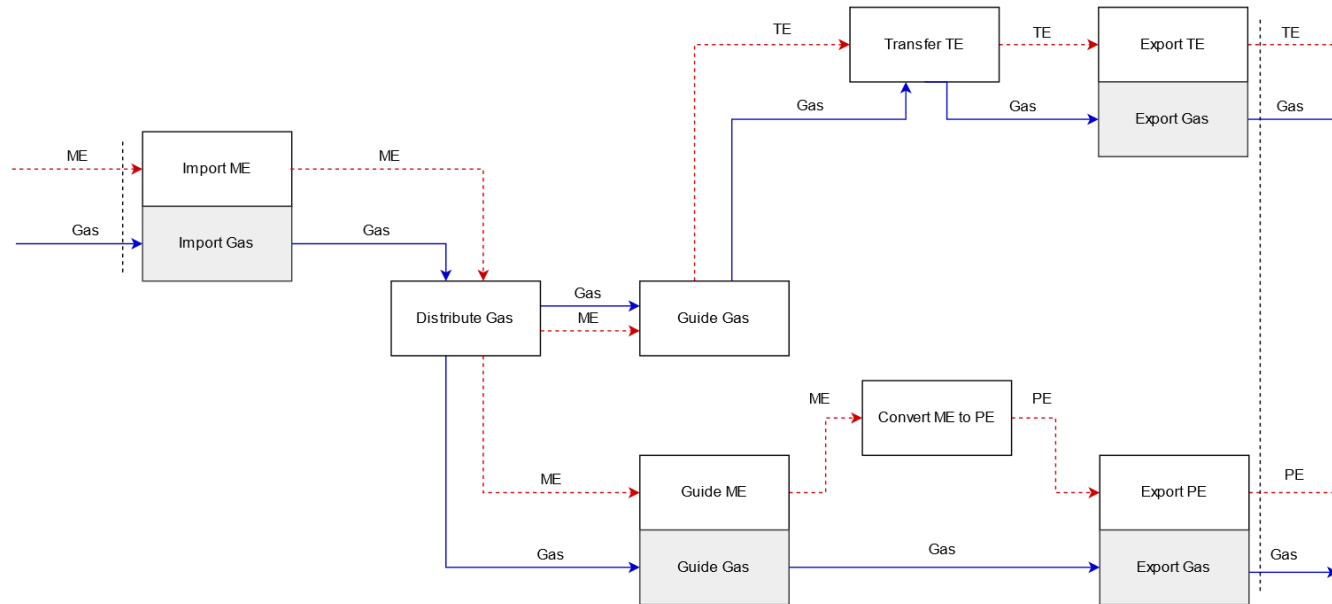 TE
Transfer TE
TE
Export TE
TE
Gas
Gas
Export Gas
Gas
ME
Import ME
ME
Gas
Import Gas
Gas
Distribute Gas
Gas
ME
Guide Gas
ME
Convert ME to PE
PE
ME
Guide ME
Export PE
PE
Gas
Guide Gas
Gas
Export Gas
Gas